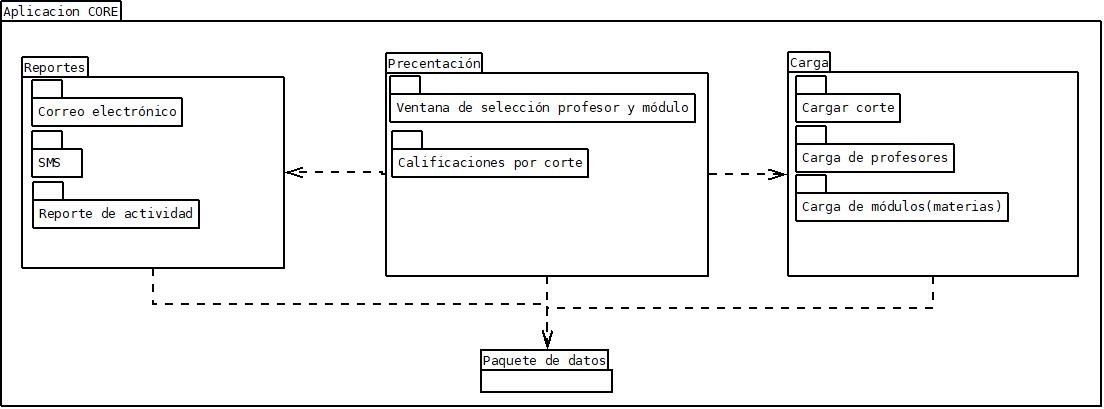 Aplicacion CORE
Reportes
Correo electrónico
SMS
Reporte de actividad
Precentación
Ventana de selección profesor y módulo
Calificaciones por corte
Carga
Cargar corte
Carga de profesores
Carga de módulos(materias)
Paquete de datos